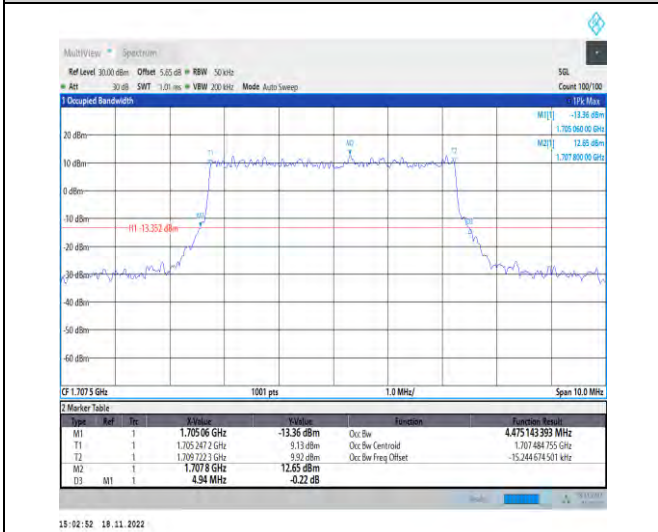 MultiView Spectrum
Ref Level 30.00 dBm Offset 5.65 dB RBW 50 kHz SGL
Att 30 dB SWT 1.01 ms VBW 200 kHz Mode Auto Sweep Count 100/100
1 Occupied Bandwidth 1Pk Max
M1[1] -13.36 dBm
1.705 060 00 GHz
M2[1] 12.65 dBm
1.707 800 00 GHz
20 dBm
T1 M2 T2
10 dBm
0 dBm
-10 dBm
M1
H1 -13.352 dBm
-20 dBm
-30 dBm
-40 dBm
-50 dBm
-60 dBm
CF 1.707 5 GHz 1001 pts 1.0 MHz/ Span 10.0 MHz
2 Marker Table
Type Ref Trc X-Value Y-Value Function Function Result
M1 1 1.705 06 GHz -13.36 dBm Occ Bw 4.475 143 393 MHz
T1 1 1.705 247 2 GHz 9.13 dBm Occ Bw Centroid 1.707 484 755 GHz
T2 1 1.709 722 3 GHz 9.92 dBm Occ Bw Freq Offset -15.244 674 501 kHz
M2 1 1.707 8 GHz 12.65 dBm
D3 M1 1 4.94 MHz -0.22 dB
15:02:52 18.11.2022